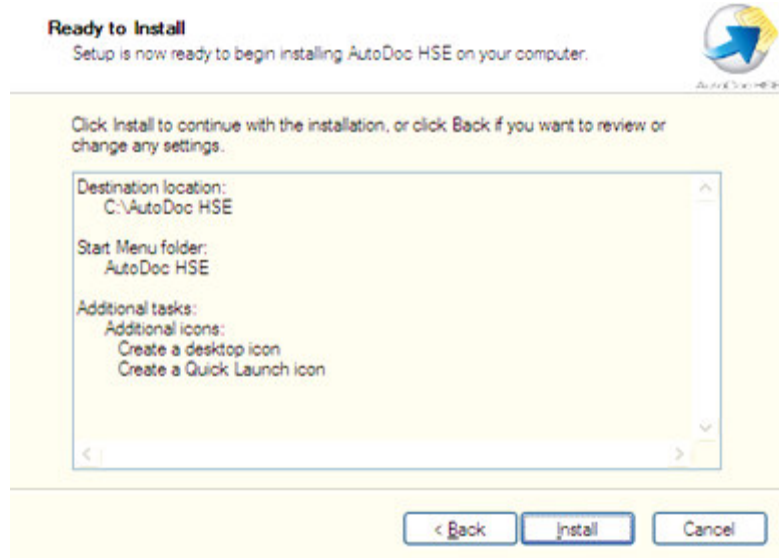 Ready to Install
Setup is now ready to begin installing AutoDoc HSE on your computer.
AutoDoc HSE
Click Install to continue with the installation, or click Back if you want to review or
change any settings.
Destination location:
C:\AutoDoc HSE
Start Menu folder:
AutoDoc HSE
Additional tasks:
Additional icons:
Create a desktop icon
Create a Quick Launch icon
< Back
Install
Cancel